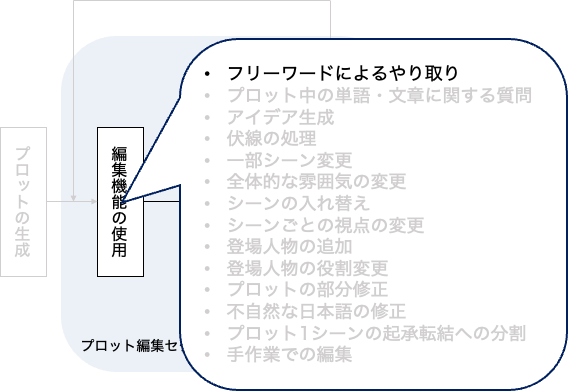 プロットの生成
編集機能の使用
プロット編集セ
• フリーワードによるやり取り
• プロット中の単語・文章に関する質問
• アイデア生成
• 伏線の処理
• 一部シーン変更
• 全体的な雰囲気の変更
• シーンの入れ替え
• シーンごとの視点の変更
• 登場人物の追加
• 登場人物の役割変更
• プロットの部分修正
• 不自然な日本語の修正
• プロット1シーンの起承転結への分割
• 手作業での編集